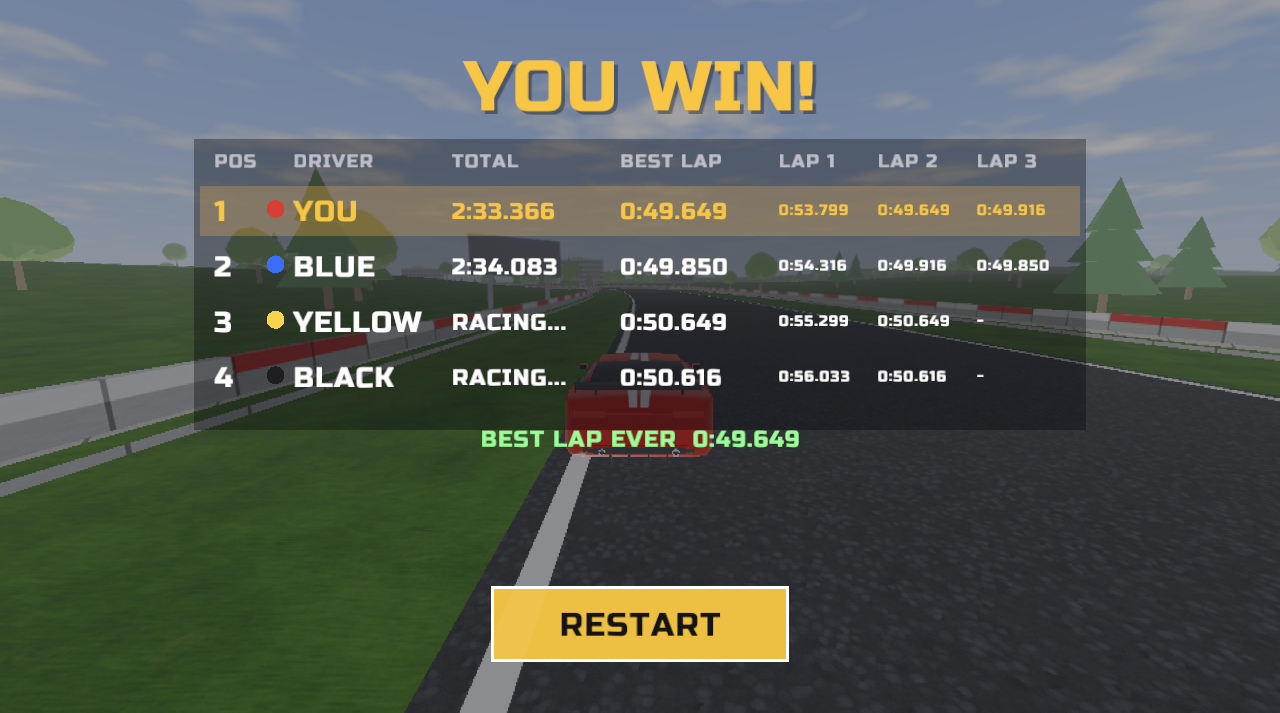 YOU WIN!
POS DRIVER TOTAL BEST LAP LAP 1 LAP 2 LAP 3
1 YOU 2:33.366 0:49.649 0:53.799 0:49.649 0:49.916
2 BLUE 2:34.083 0:49.850 0:54.316 0:49.916 0:49.850
3 YELLOW RACING... 0:50.649 0:55.299 0:50.649 -
4 BLACK RACING... 0:50.616 0:56.033 0:50.616 -
BEST LAP EVER 0:49.649
RESTART